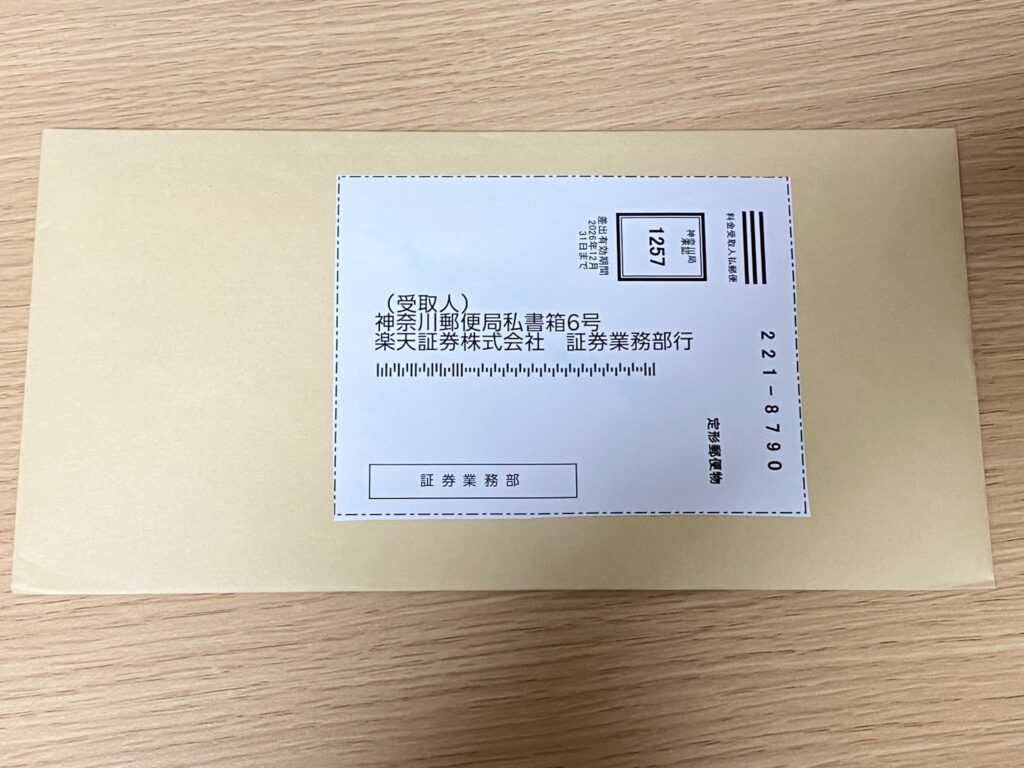 料金受取人払郵便
神奈川局
承認
1257
差出有効期間
2026年12月
31日まで
（受取人）
神奈川郵便局私書箱6号
楽天証券株式会社　証券業務部行
221-8790
定形郵便物
証券業務部